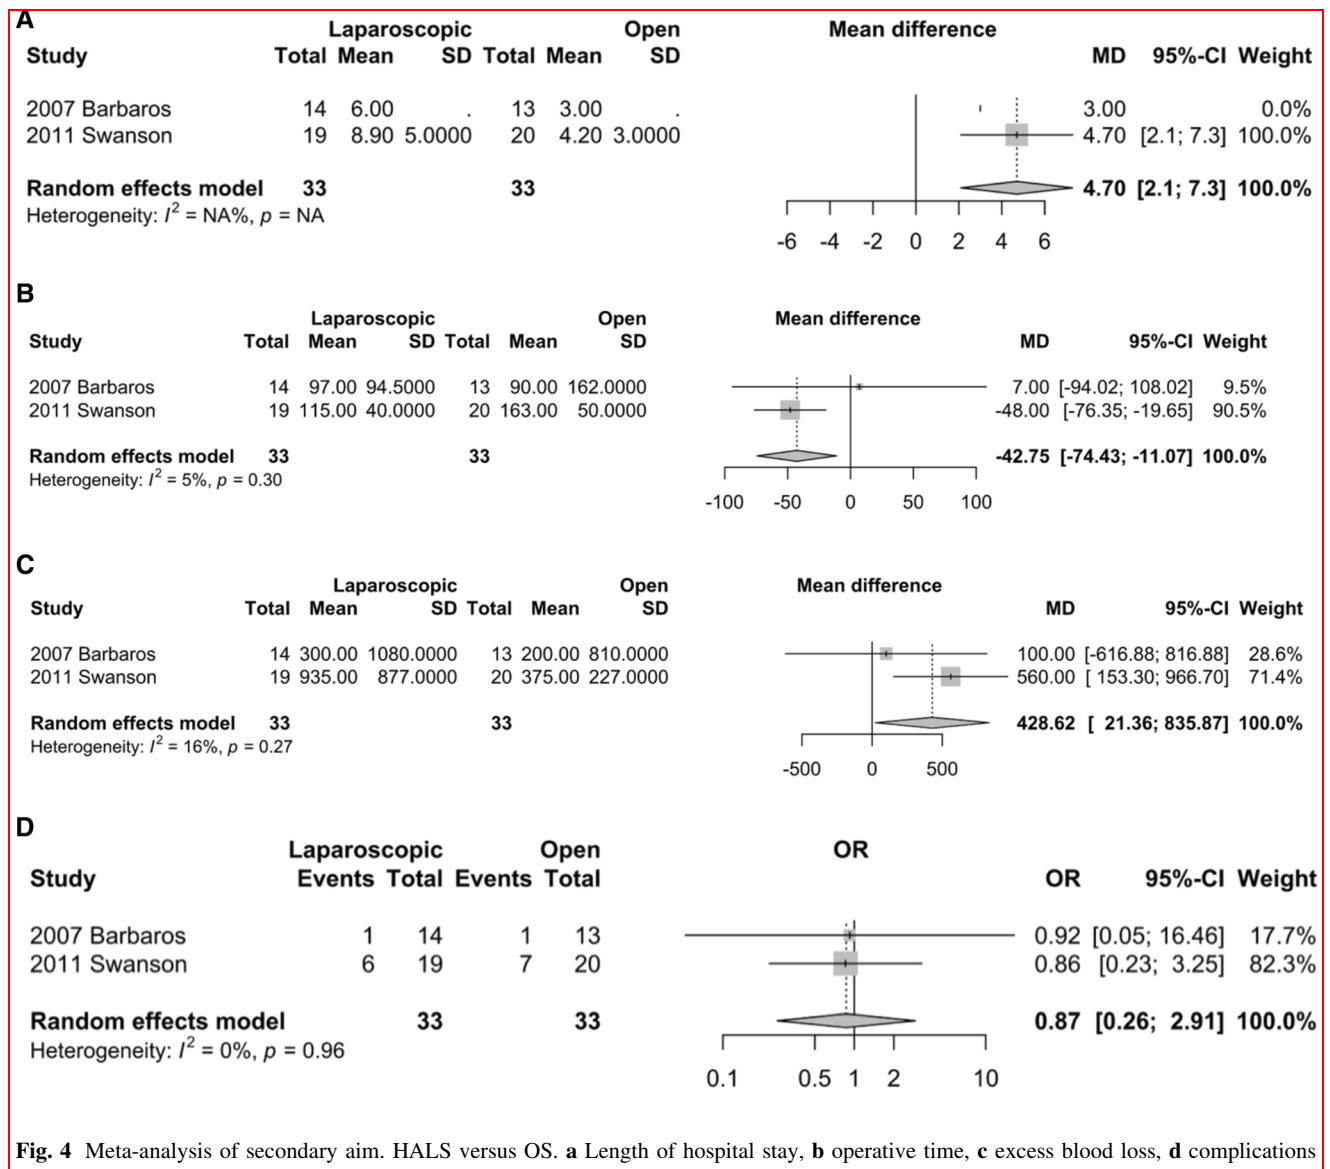 A
Laparoscopic Open Mean difference
Study Total Mean SD Total Mean SD MD 95%-CI Weight
2007 Barbaros 14 6.00 . 13 3.00 . 3.00 0.0%
2011 Swanson 19 8.90 5.0000 20 4.20 3.0000 4.70 [2.1; 7.3] 100.0%
Random effects model 33 33 4.70 [2.1; 7.3] 100.0%
Heterogeneity: I² = NA%, p = NA
-6 -4 -2 0 2 4 6
B
Laparoscopic Open Mean difference
Study Total Mean SD Total Mean SD MD 95%-CI Weight
2007 Barbaros 14 97.00 94.5000 13 90.00 162.0000 7.00 [-94.02; 108.02] 9.5%
2011 Swanson 19 115.00 40.0000 20 163.00 50.0000 -48.00 [-76.35; -19.65] 90.5%
Random effects model 33 33 -42.75 [-74.43; -11.07] 100.0%
Heterogeneity: I² = 5%, p = 0.30
-100 -50 0 50 100
C
Laparoscopic Open Mean difference
Study Total Mean SD Total Mean SD MD 95%-CI Weight
2007 Barbaros 14 300.00 1080.0000 13 200.00 810.0000 100.00 [-616.88; 816.88] 28.6%
2011 Swanson 19 935.00 877.0000 20 375.00 227.0000 560.00 [ 153.30; 966.70] 71.4%
Random effects model 33 33 428.62 [ 21.36; 835.87] 100.0%
Heterogeneity: I² = 16%, p = 0.27
-500 0 500
D
Laparoscopic Open OR
Study Events Total Events Total OR 95%-CI Weight
2007 Barbaros 1 14 1 13 0.92 [0.05; 16.46] 17.7%
2011 Swanson 6 19 7 20 0.86 [0.23; 3.25] 82.3%
Random effects model 33 33 0.87 [0.26; 2.91] 100.0%
Heterogeneity: I² = 0%, p = 0.96
0.1 0.5 1 2 10
Fig. 4 Meta-analysis of secondary aim. HALS versus OS. a Length of hospital stay, b operative time, c excess blood loss, d complications